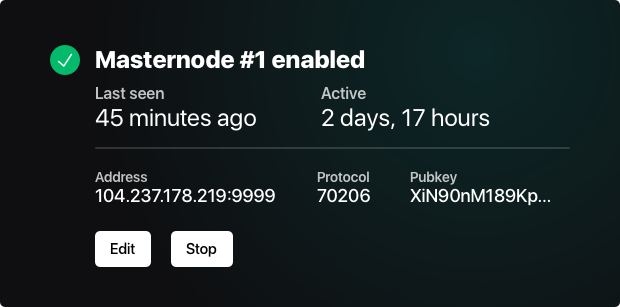 Masternode #1 enabled
Last seen Active
45 minutes ago 2 days, 17 hours
Address Protocol Pubkey
104.237.178.219:9999 70206 XiN90nM189Kp...
Edit Stop